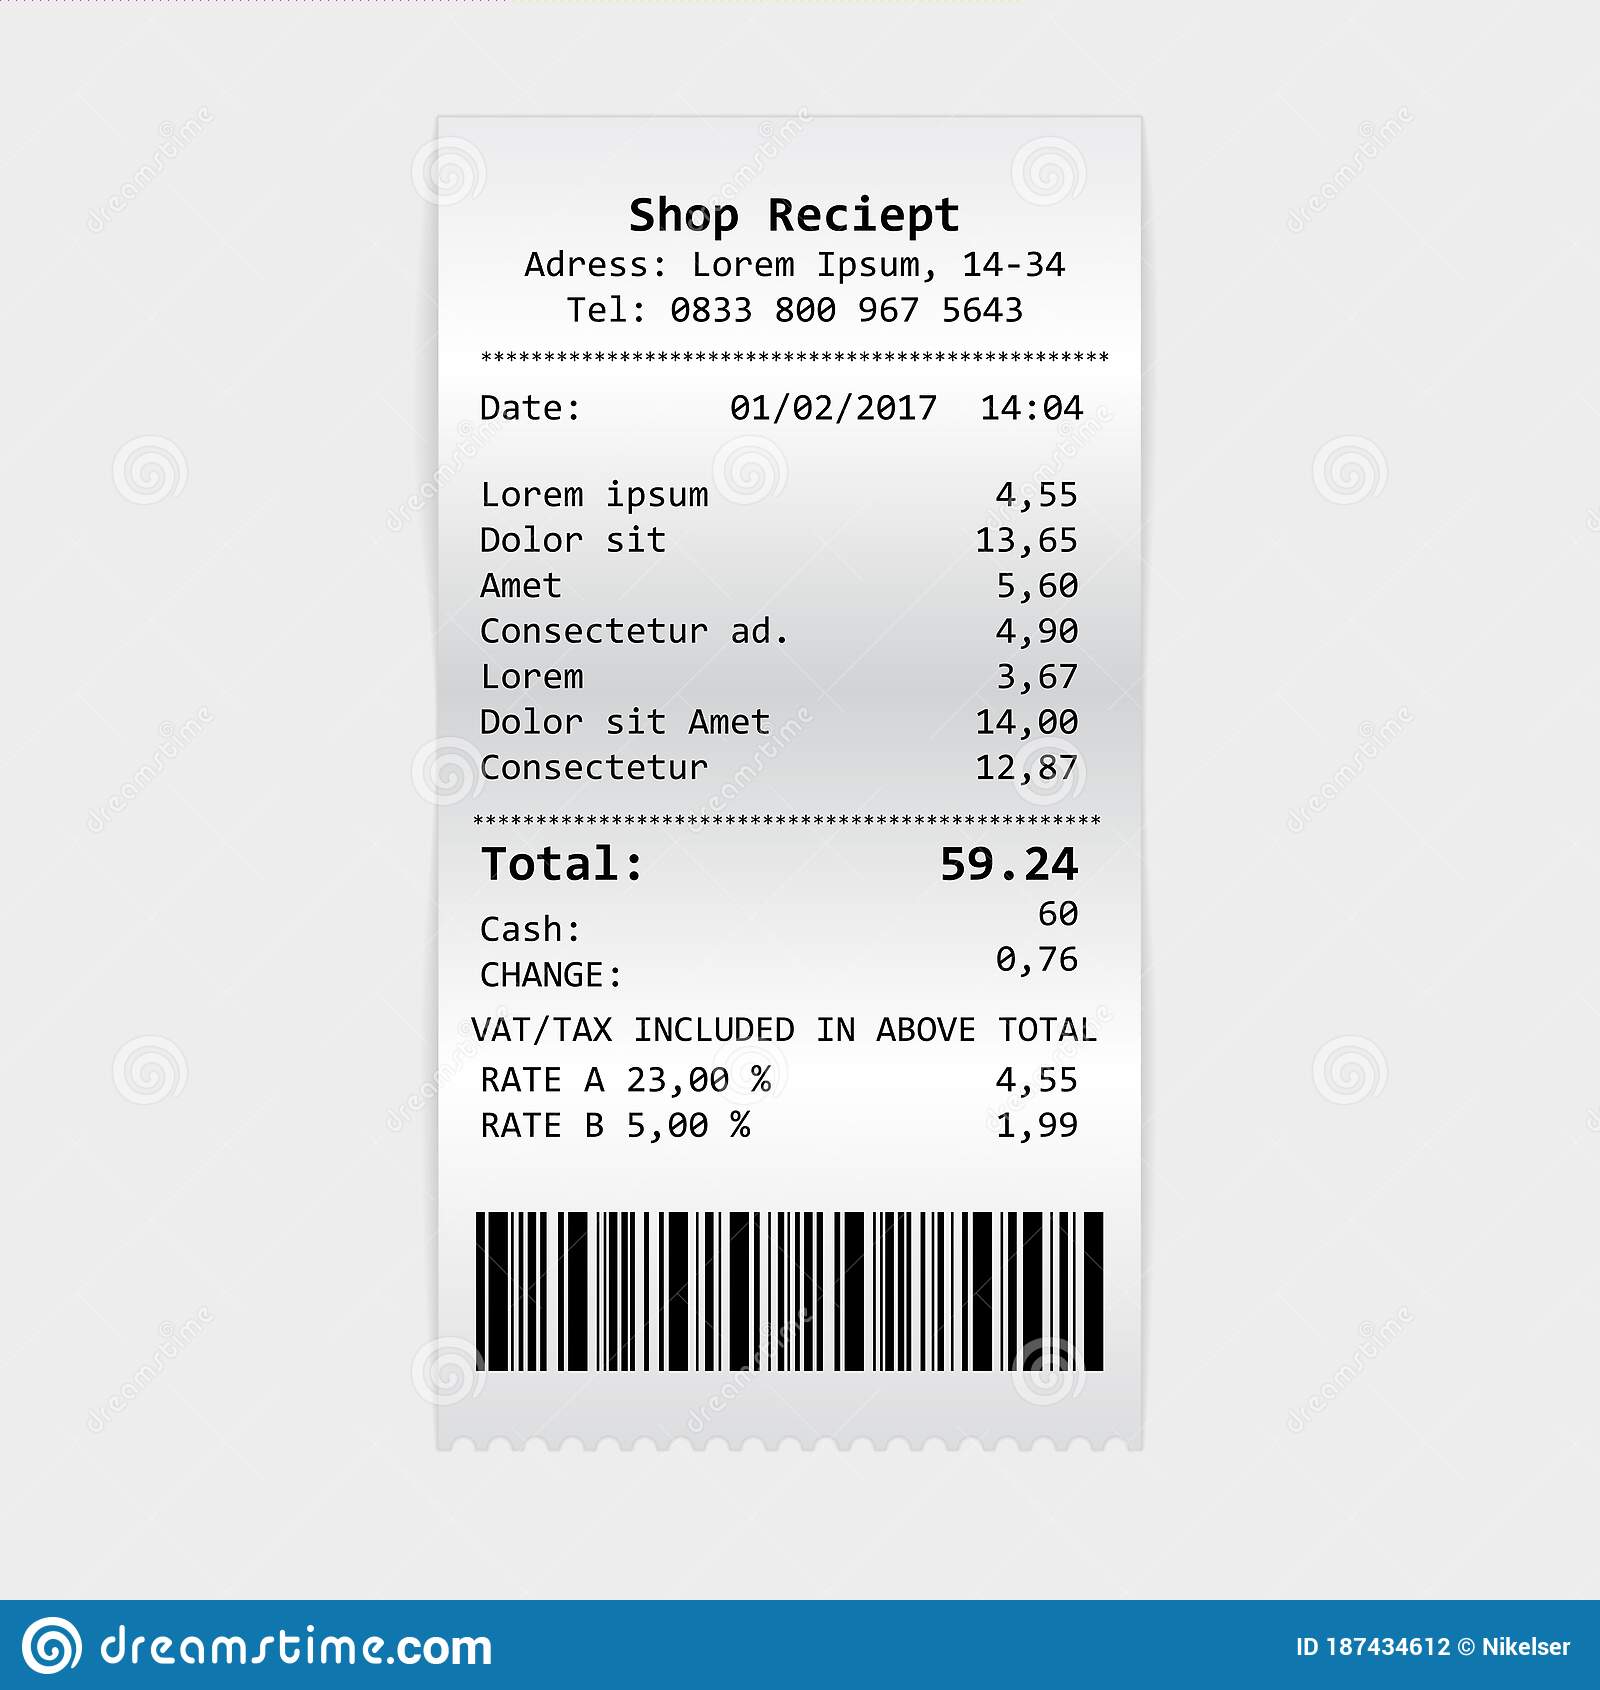 Shop Reciept
Adress: Lorem Ipsum, 14-34
Tel: 0833 800 967 5643
**************************************************
Date: 01/02/2017 14:04
Lorem ipsum 4,55
Dolor sit 13,65
Amet 5,60
Consectetur ad. 4,90
Lorem 3,67
Dolor sit Amet 14,00
Consectetur 12,87
**************************************************
Total: 59.24
Cash: 60
CHANGE: 0,76
VAT/TAX INCLUDED IN ABOVE TOTAL
RATE A 23,00 % 4,55
RATE B 5,00 % 1,99
dreamstime.com
ID 187434612 © Nikelser